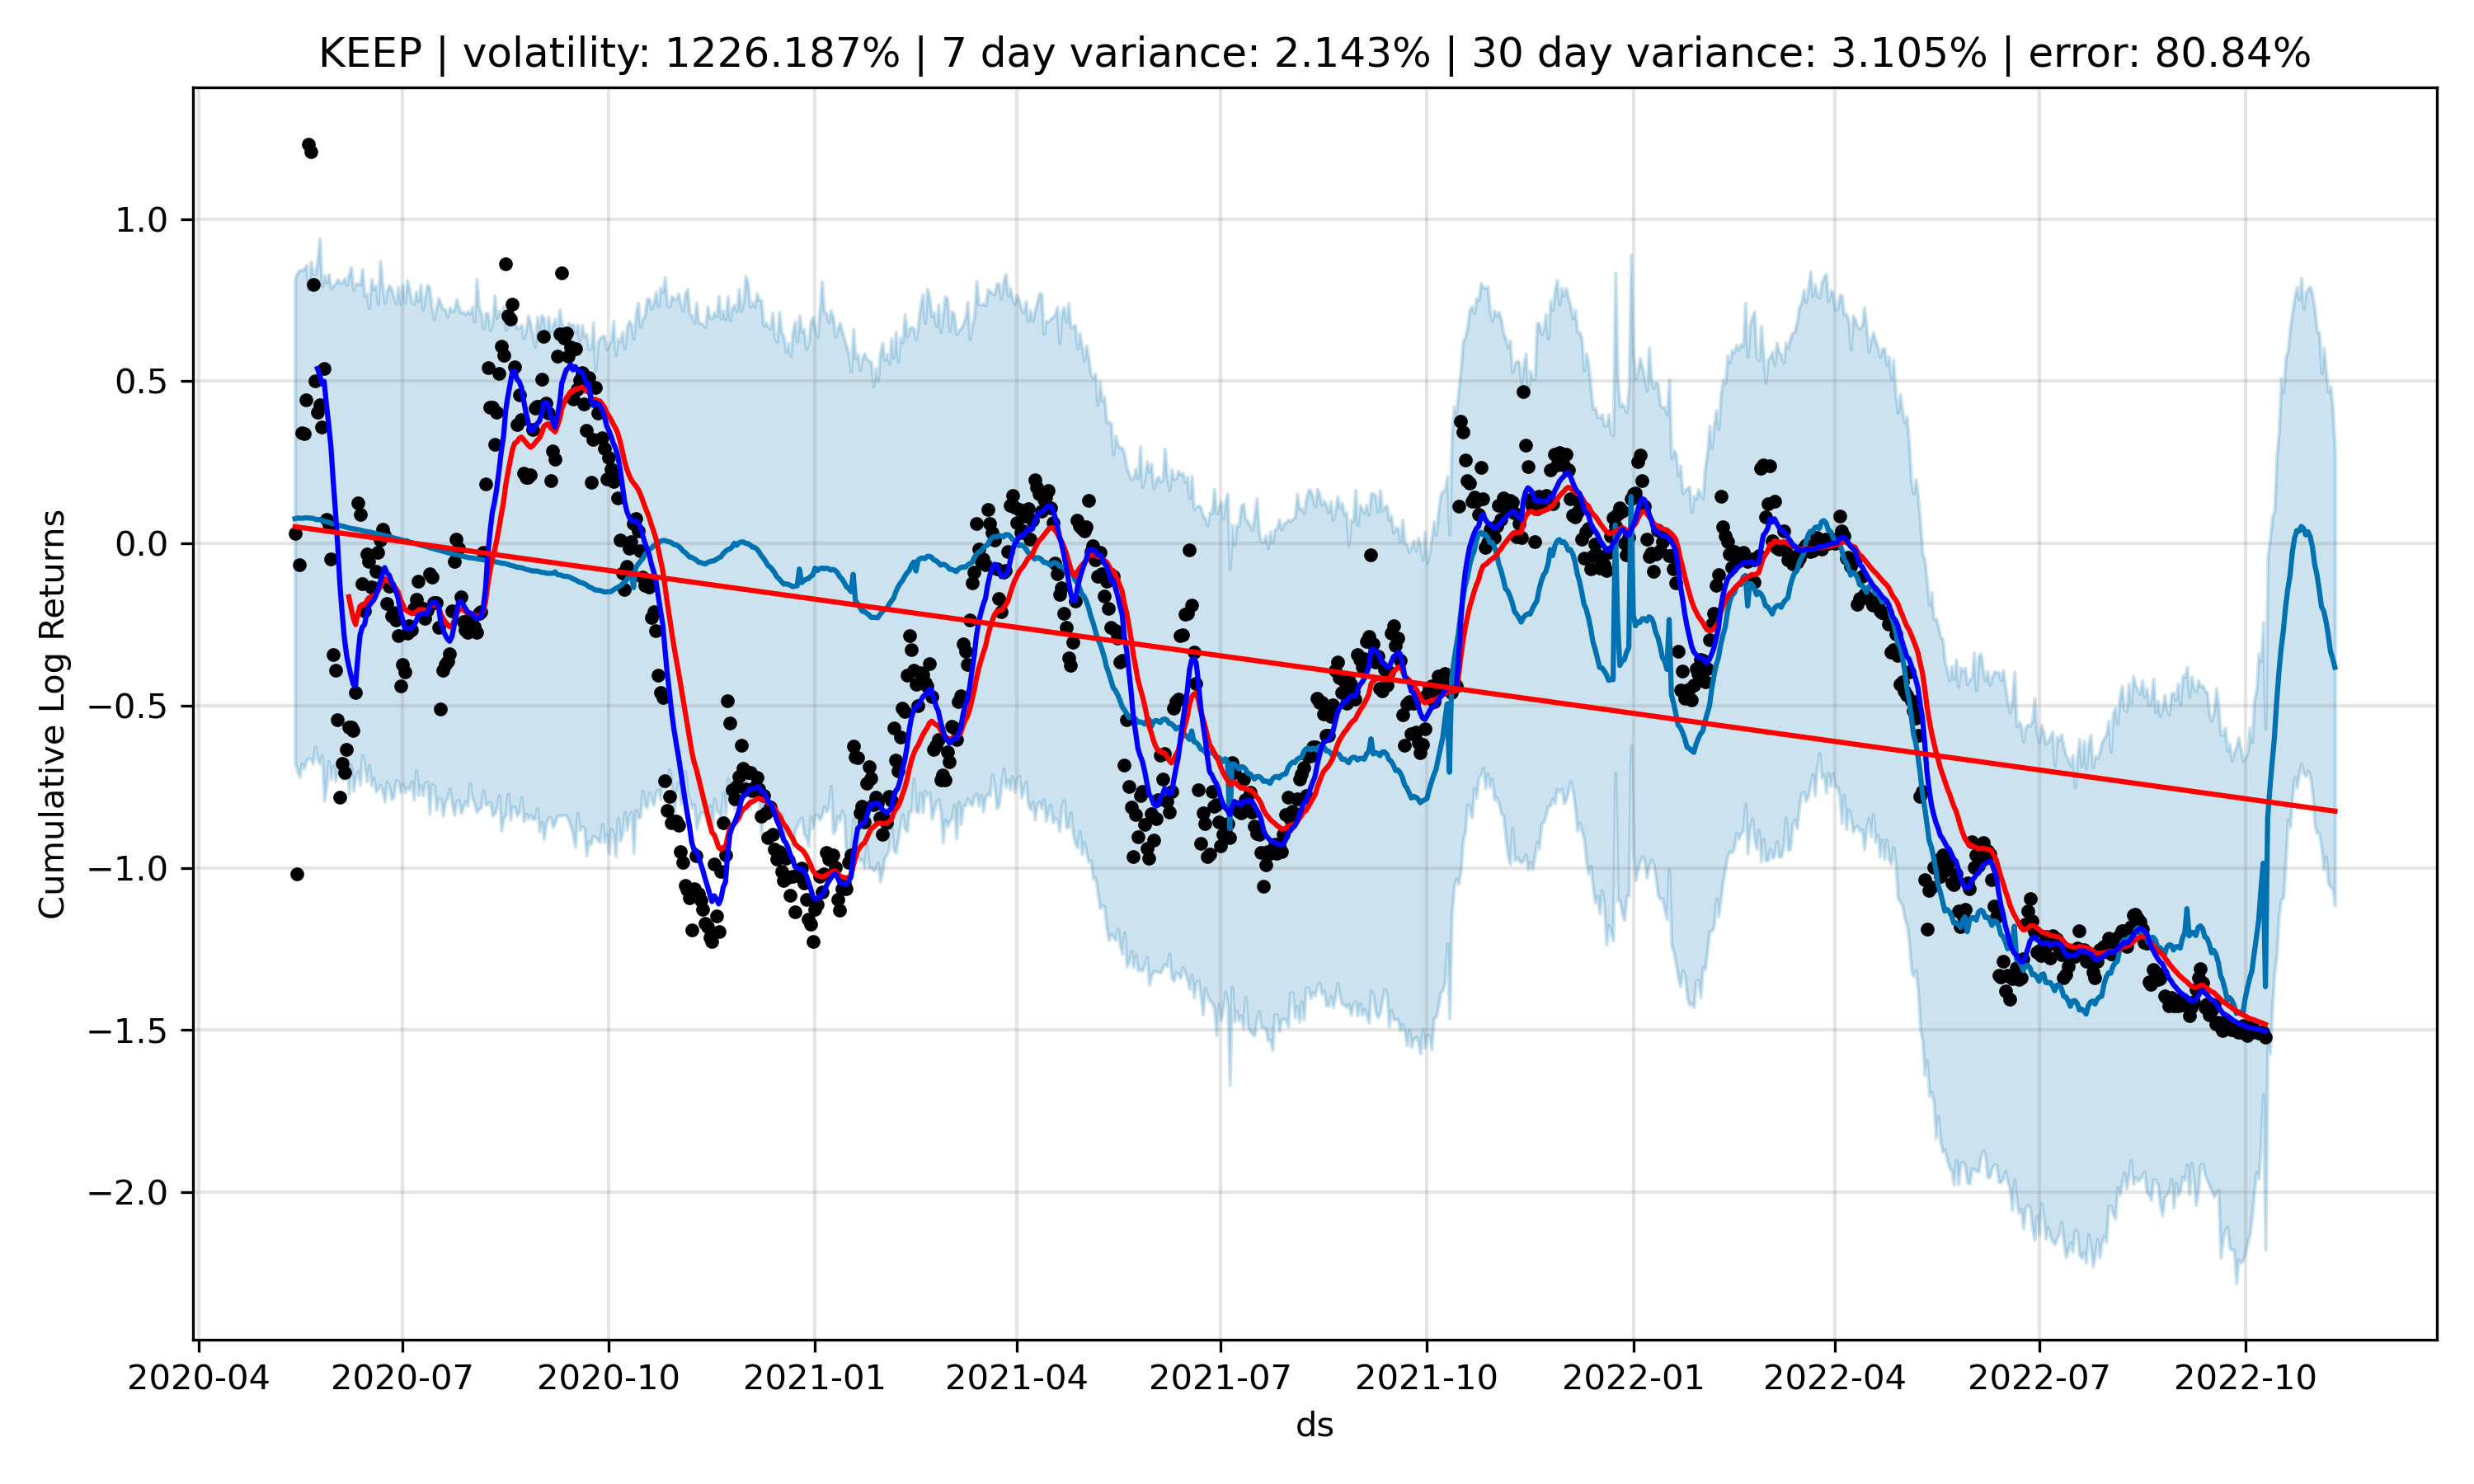 KEEP | volatility: 1226.187% | 7 day variance: 2.143% | 30 day variance: 3.105% | error: 80.84%
Cumulative Log Returns
1.0
0.5
0.0
−0.5
−1.0
−1.5
−2.0
2020-04 2020-07 2020-10 2021-01 2021-04 2021-07 2021-10 2022-01 2022-04 2022-07 2022-10
ds